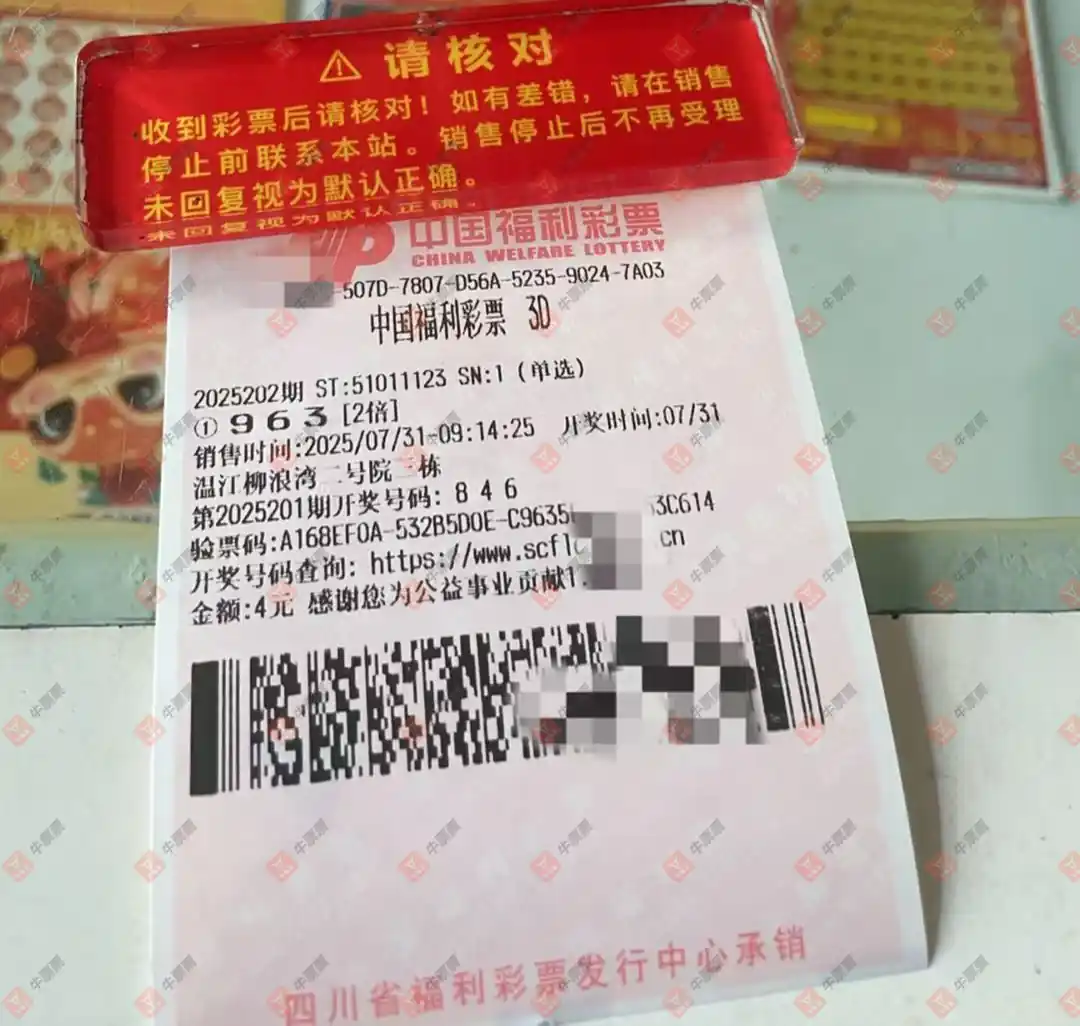 ⚠ 请核对
收到彩票后请核对！如有差错，请在销售
停止前联系本站。销售停止后不再受理
未回复视为默认正确。
中国福利彩票
CHINA WELFARE LOTTERY
-507D-7807-D56A-5235-9024-7A03
中国福利彩票 3D
2025202期 ST:51011123 SN:1 (单选)
① 9 6 3 [2倍]
销售时间:2025/07/31-09:14:25 开奖时间:07/31
温江柳浪湾二号院三栋
第2025201期开奖号码: 8 4 6
验票码:A168EF0A-532B5D0E-C9635 53C614
开奖号码查询: https://www.scfl cn
金额:4元 感谢您为公益事业贡献1.
四川省福利彩票发行中心承销
牛票票